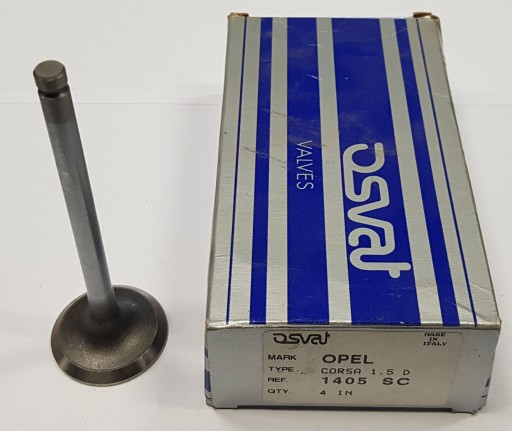 osvat
VALVES
osvat
MADE IN ITALY
MARK OPEL
TYPE CORSA 1.5 D
REF. 1405 SC
QTY. 4 IN